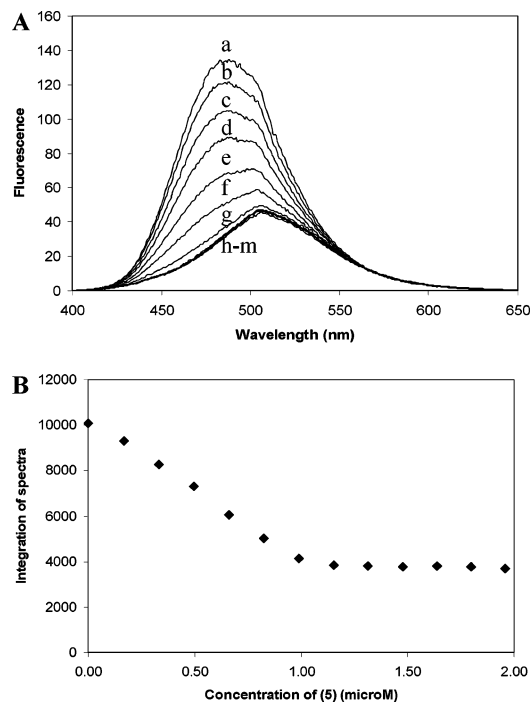 A
160
140
120
100
80
60
40
20
0
Fluorescence
a
b
c
d
e
f
g
h-m
400
450
500
550
600
650
Wavelength (nm)
B
12000
10000
8000
6000
4000
2000
0
Integration of spectra
0.00
0.50
1.00
1.50
2.00
Concentration of (5) (microM)